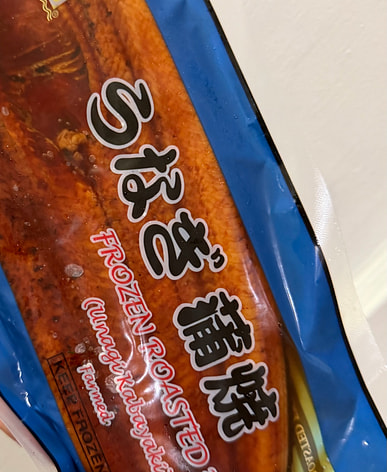 うなぎ 蒲焼
FROZEN ROASTED
(Unagi Kabayaki
Farmed
KEEP FROZEN